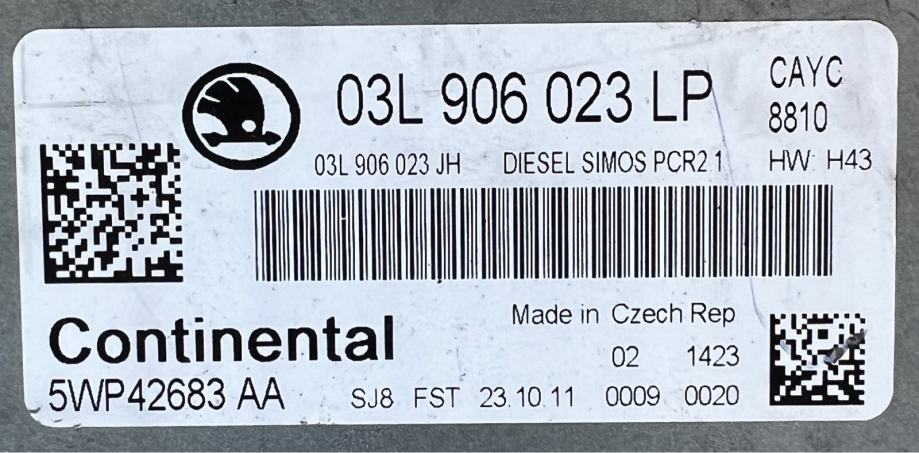 03L 906 023 LP
CAYC
8810
03L 906 023 JH DIESEL SIMOS PCR2.1 HW: H43
Continental
Made in Czech Rep
02 1423
5WP42683 AA SJ8 FST 23.10.11 0009 0020